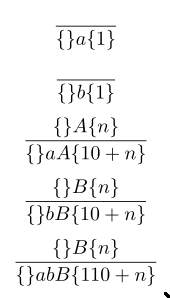 {}a{1}
{}b{1}
{}A{n}
{}aA{10 + n}
{}B{n}
{}bB{10 + n}
{}B{n}
{}abB{110 + n}